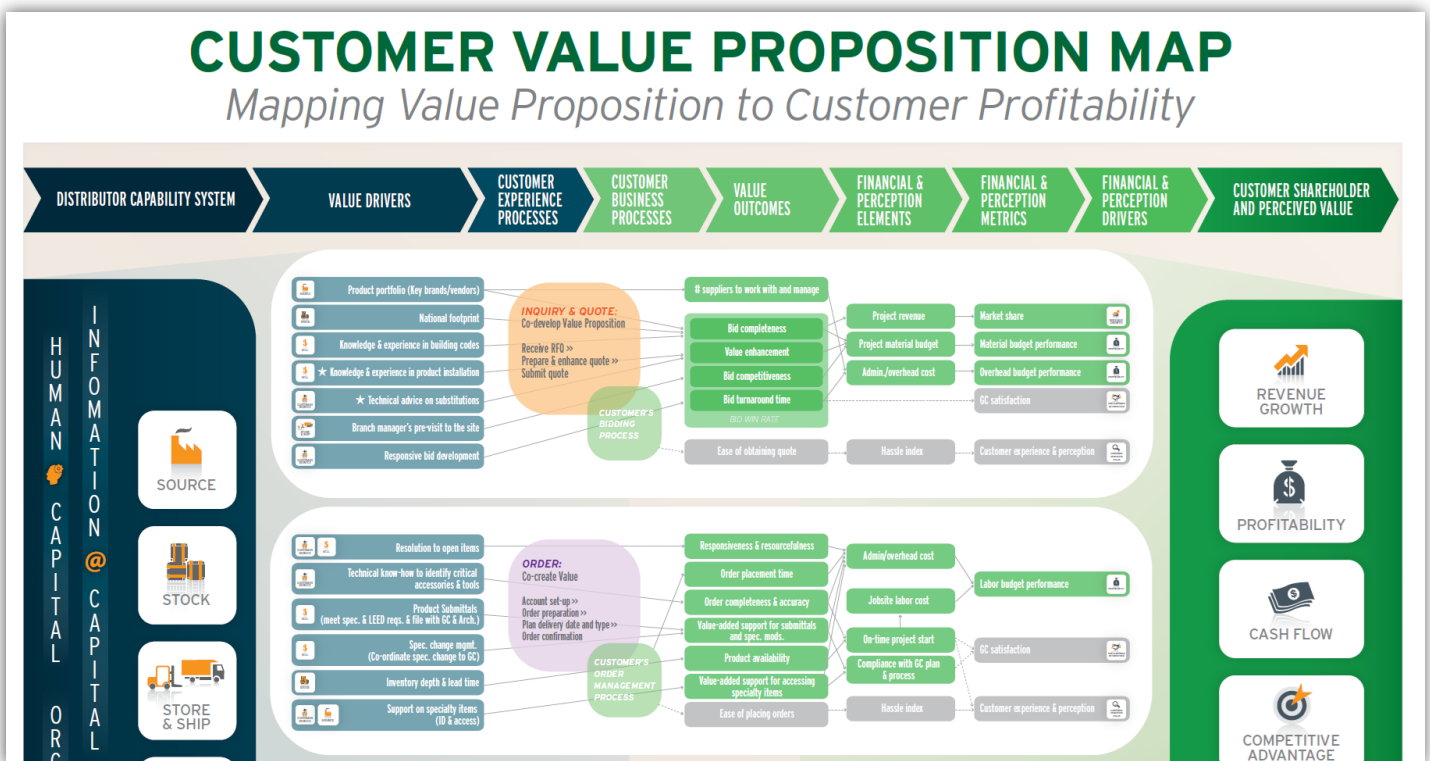 CUSTOMER VALUE PROPOSITION MAP
Mapping Value Proposition to Customer Profitability
DISTRIBUTOR CAPABILITY SYSTEM
VALUE DRIVERS
CUSTOMER
EXPERIENCE
PROCESSES
CUSTOMER
BUSINESS
PROCESSES
VALUE
OUTCOMES
FINANCIAL &
PERCEPTION
ELEMENTS
FINANCIAL &
PERCEPTION
METRICS
FINANCIAL &
PERCEPTION
DRIVERS
CUSTOMER SHAREHOLDER
AND PERCEIVED VALUE
HUMAN CAPITAL ORG
INFOMATION @ CAPITAL
SOURCE
STOCK
STORE
& SHIP
Product portfolio (Key brands/vendors)
National footprint
Knowledge & experience in building codes
★ Knowledge & experience in product installation
★ Technical advice on substitutions
Branch manager's pre-visit to the site
Responsive bid development
INQUIRY & QUOTE:
Co-develop Value Proposition
Receive RFQ »
Prepare & enhance quote »
Submit quote
CUSTOMER'S
BIDDING
PROCESS
# suppliers to work with and manage
Bid completeness
Value enhancement
Bid competitiveness
Bid turnaround time
BID WIN RATE
Ease of obtaining quote
Project revenue
Project material budget
Admin./overhead cost
Hassle index
Market share
Material budget performance
Overhead budget performance
GC satisfaction
Customer experience & perception
Resolution to open items
Technical know-how to identify critical
accessories & tools
Product Submittals
(meet spec. & LEED reqs. & file with GC & Arch.)
Spec. change mgmt.
(Co-ordinate spec. change to GC)
Inventory depth & lead time
Support on specialty items
(ID & access)
ORDER:
Co-create Value
Account set-up »
Order preparation »
Plan delivery date and type »
Order confirmation
CUSTOMER'S
ORDER
MANAGEMENT
PROCESS
Responsiveness & resourcefulness
Order placement time
Order completeness & accuracy
Value-added support for submittals
and spec. mods.
Product availability
Value-added support for accessing
specialty items
Ease of placing orders
Admin/overhead cost
Jobsite labor cost
On-time project start
Compliance with GC plan
& process
Hassle index
Labor budget performance
GC satisfaction
Customer experience & perception
REVENUE
GROWTH
PROFITABILITY
CASH FLOW
COMPETITIVE
ADVANTAGE